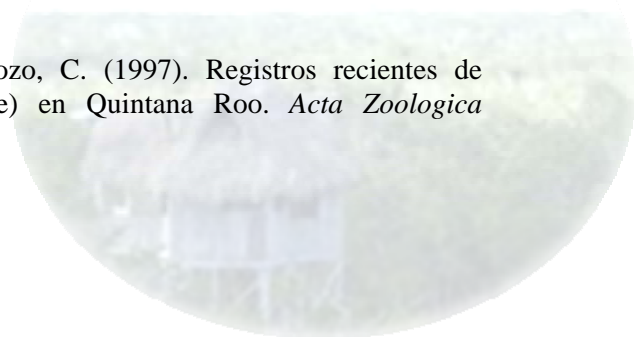 ozo, C. (1997). Registros recientes de
e) en Quintana Roo. Acta Zoologica